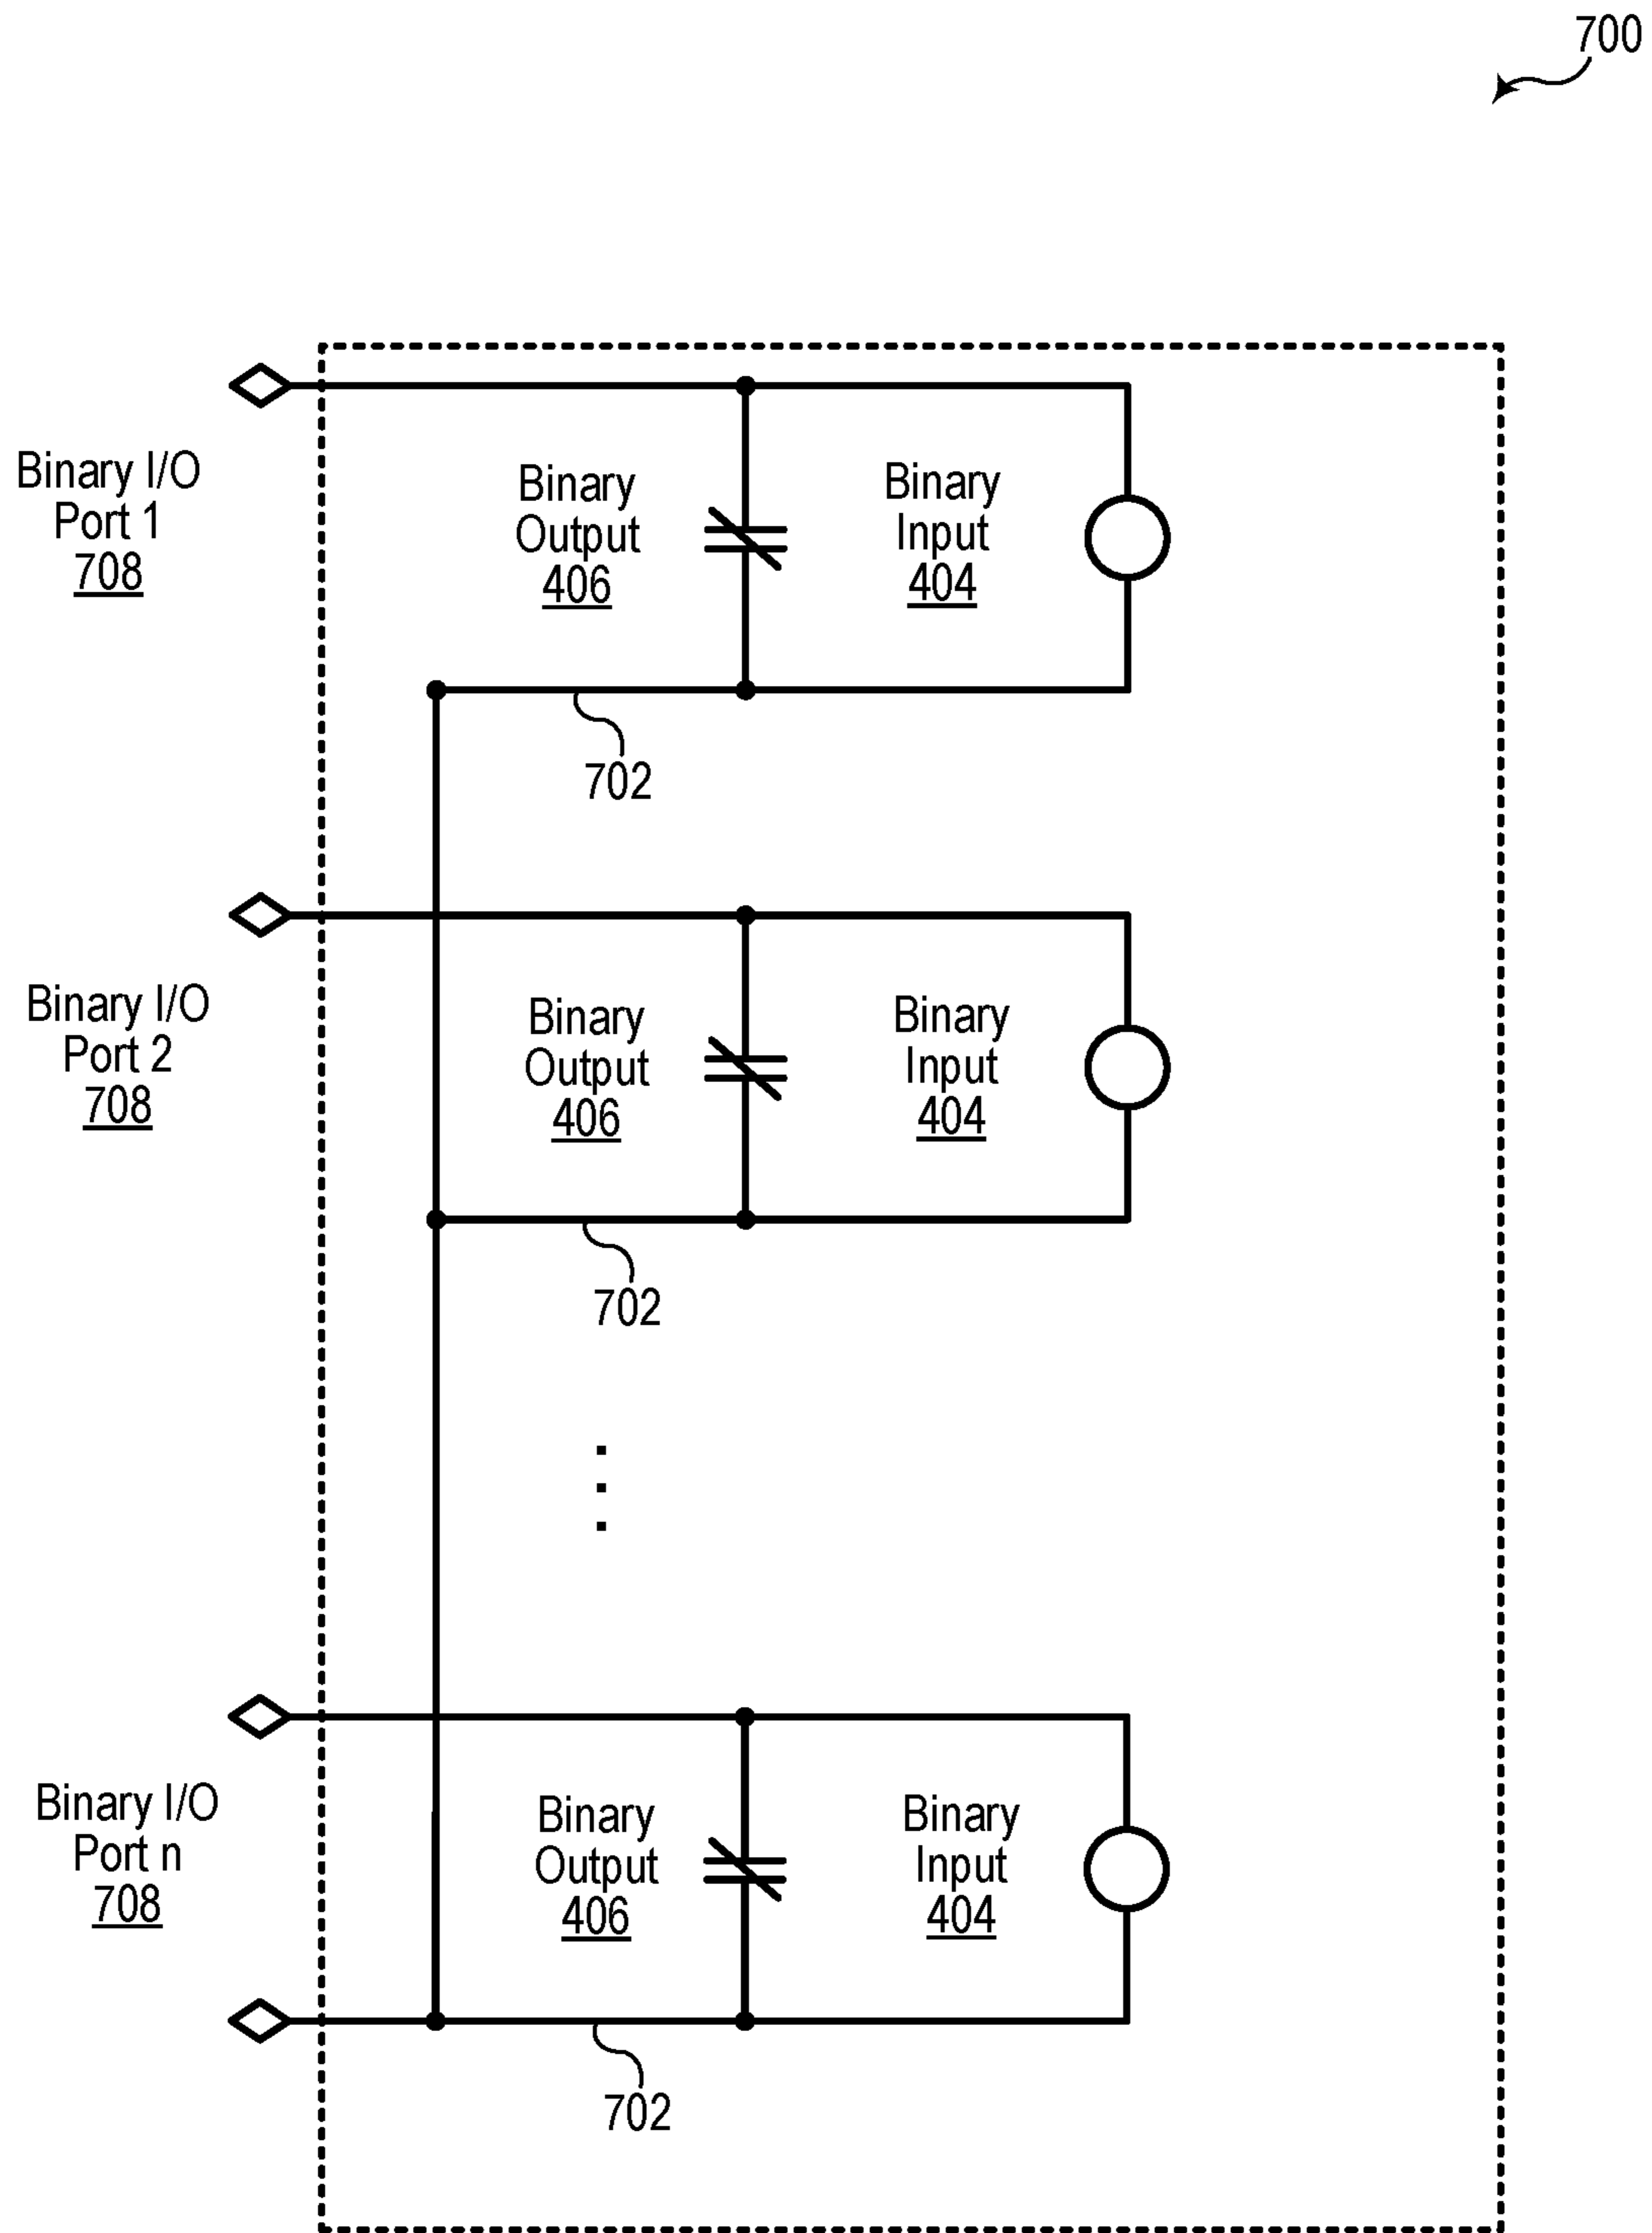 700
Binary I/O
Port 1
708
Binary
Output
406
Binary
Input
404
702
Binary I/O
Port 2
708
Binary
Output
406
Binary
Input
404
702
Binary I/O
Port n
708
Binary
Output
406
Binary
Input
404
702